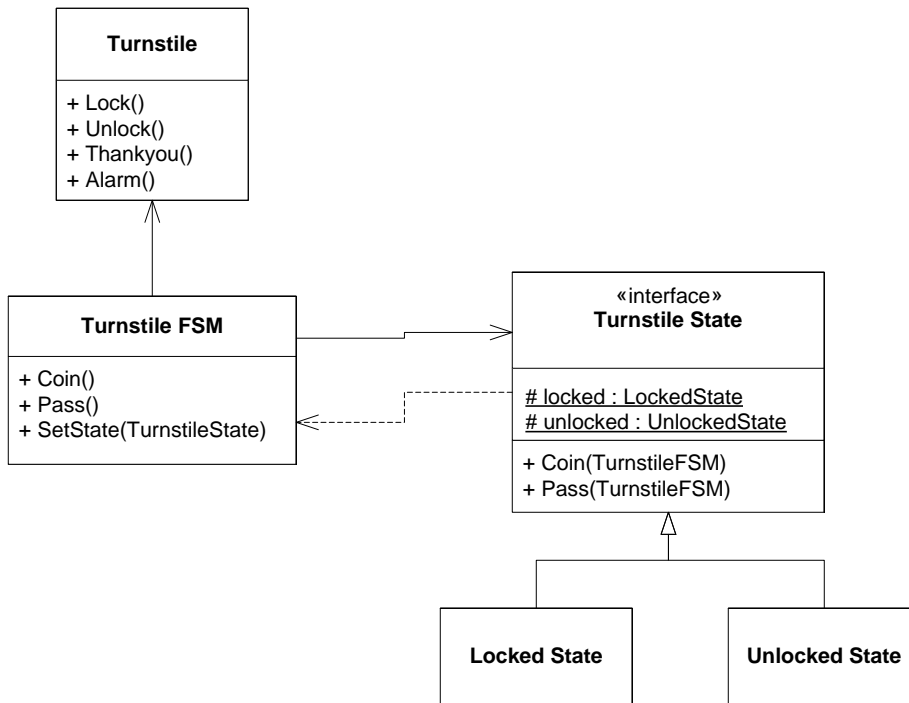 Turnstile
+ Lock()
+ Unlock()
+ Thankyou()
+ Alarm()
Turnstile FSM
+ Coin()
+ Pass()
+ SetState(TurnstileState)
«interface»
Turnstile State
# locked : LockedState
# unlocked : UnlockedState
+ Coin(TurnstileFSM)
+ Pass(TurnstileFSM)
Locked State
Unlocked State